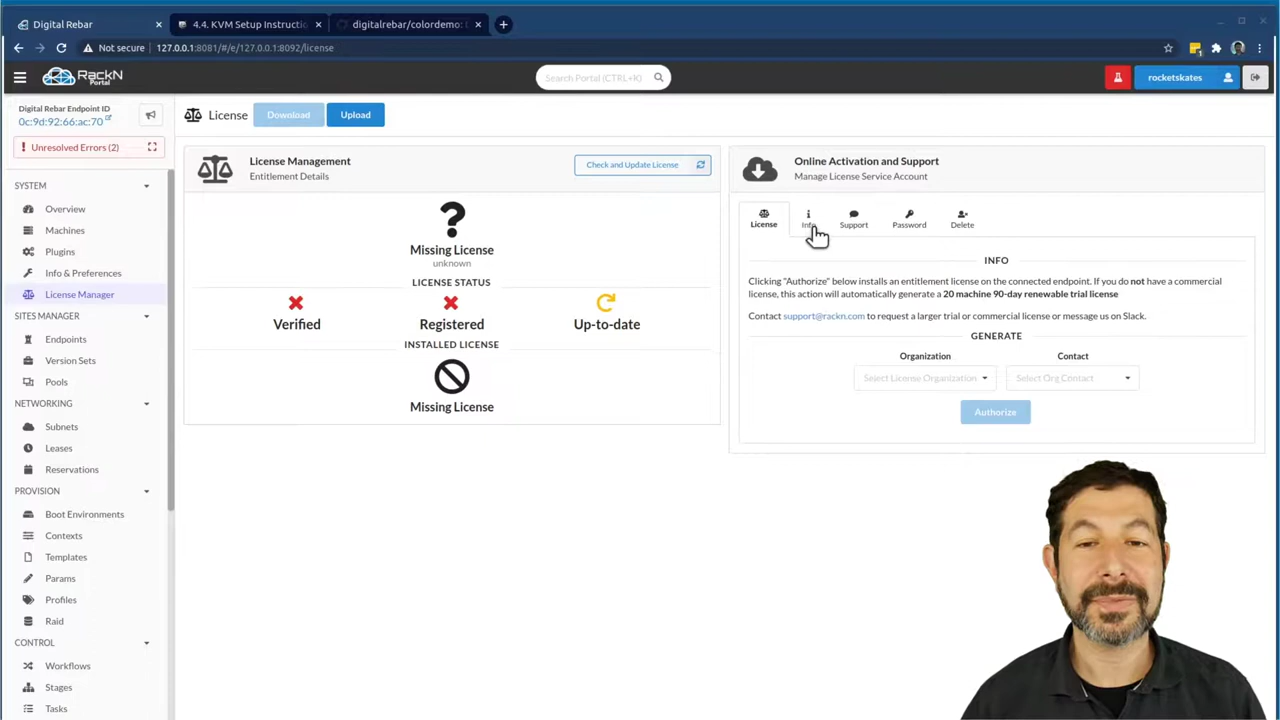 Digital Rebar
4.4. KVM Setup Instructi
digitalrebar/colordemo:
Not secure
127.0.0.1:8081/#/e/127.0.0.1:8092/license
RackN
Portal
Search Portal (CTRL+K)
rocketskates
Digital Rebar Endpoint ID
0c:9d:92:66:ac:70
Unresolved Errors (2)
License
Download
Upload
SYSTEM
Overview
Machines
Plugins
Info & Preferences
License Manager
SITES MANAGER
Endpoints
Version Sets
Pools
NETWORKING
Subnets
Leases
Reservations
PROVISION
Boot Environments
Contexts
Templates
Params
Profiles
Raid
CONTROL
Workflows
Stages
Tasks
License Management
Entitlement Details
Check and Update License
Missing License
unknown
LICENSE STATUS
Verified
Registered
Up-to-date
INSTALLED LICENSE
Missing License
Online Activation and Support
Manage License Service Account
License
Info
Support
Password
Delete
INFO
Clicking "Authorize" below installs an entitlement license on the connected endpoint. If you do not have a commercial
license, this action will automatically generate a 20 machine 90-day renewable trial license
Contact support@rackn.com to request a larger trial or commercial license or message us on Slack.
GENERATE
Organization
Contact
Select License Organization
Select Org Contact
Authorize